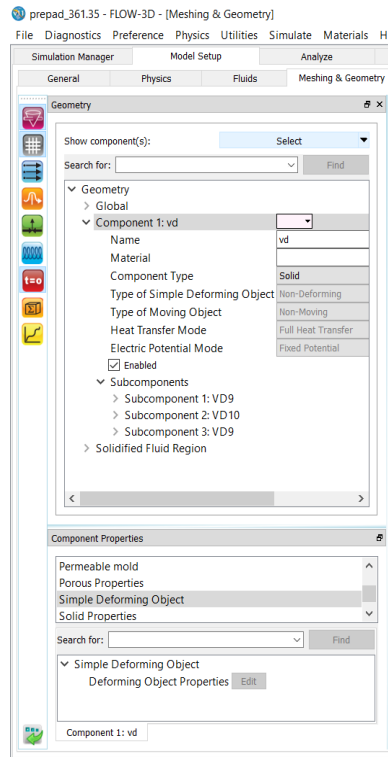 prepad_361.35 - FLOW-3D - [Meshing & Geometry]
File Diagnostics Preference Physics Utilities Simulate Materials H
Simulation Manager Model Setup Analyze
General Physics Fluids Meshing & Geometry
Geometry
Show component(s): Select
Search for: Find
Geometry
Global
Component 1: vd
Name vd
Material
Component Type Solid
Type of Simple Deforming Object Non-Deforming
Type of Moving Object Non-Moving
Heat Transfer Mode Full Heat Transfer
Electric Potential Mode Fixed Potential
Enabled
t=0
Subcomponents
Subcomponent 1: VD9
Subcomponent 2: VD10
Subcomponent 3: VD9
Solidified Fluid Region
Component Properties
Permeable mold
Porous Properties
Simple Deforming Object
Solid Properties
Search for: Find
Simple Deforming Object
Deforming Object Properties Edit
Component 1: vd